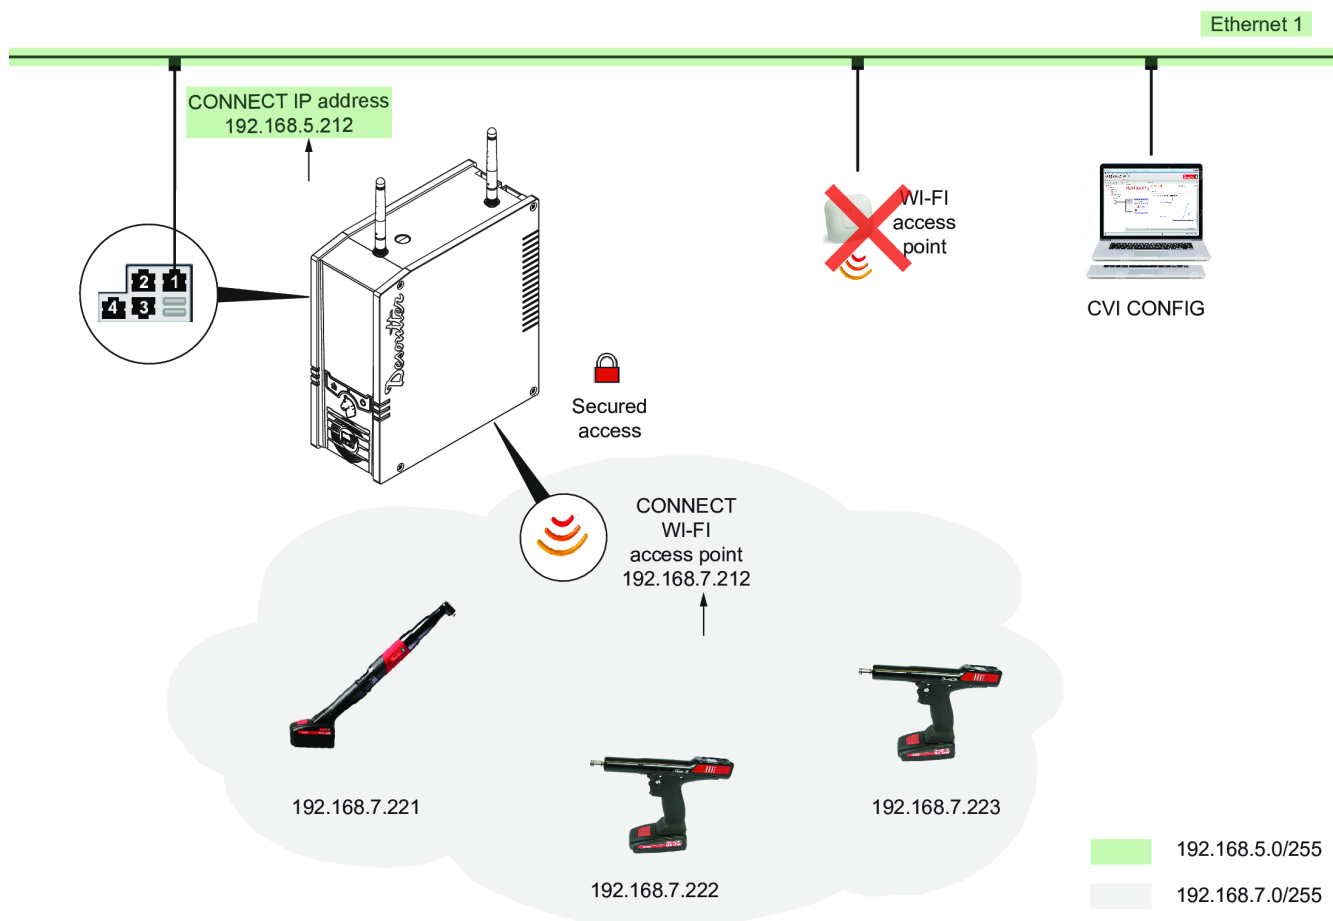 Ethernet 1
CONNECT IP address
192.168.5.212
2 1
4 3
WI-FI
access
point
CVI CONFIG
Desoutter
Secured
access
CONNECT
WI-FI
access point
192.168.7.212
192.168.7.221
192.168.7.222
192.168.7.223
192.168.5.0/255
192.168.7.0/255